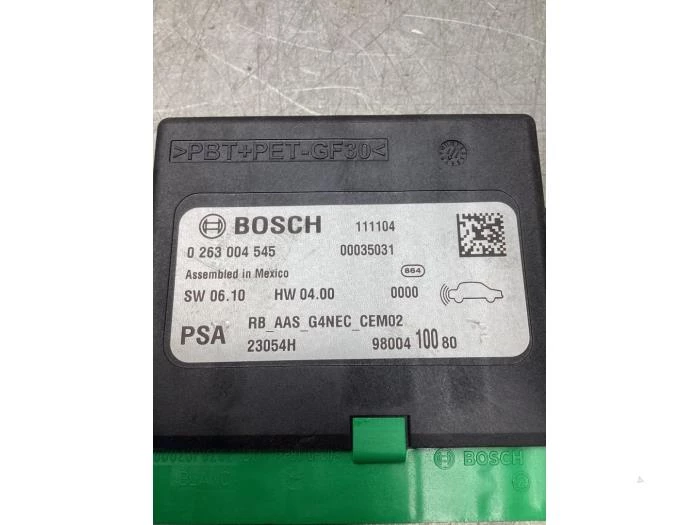 >PBT+PET-GF30<
BOSCH 111104
0 263 004 545 00035031
Assembled in Mexico 864
SW 06.10 HW 04.00 0000
PSA RB_AAS_G4NEC_CEM02
23054H 98004 100 80
BOSCH
BLANC